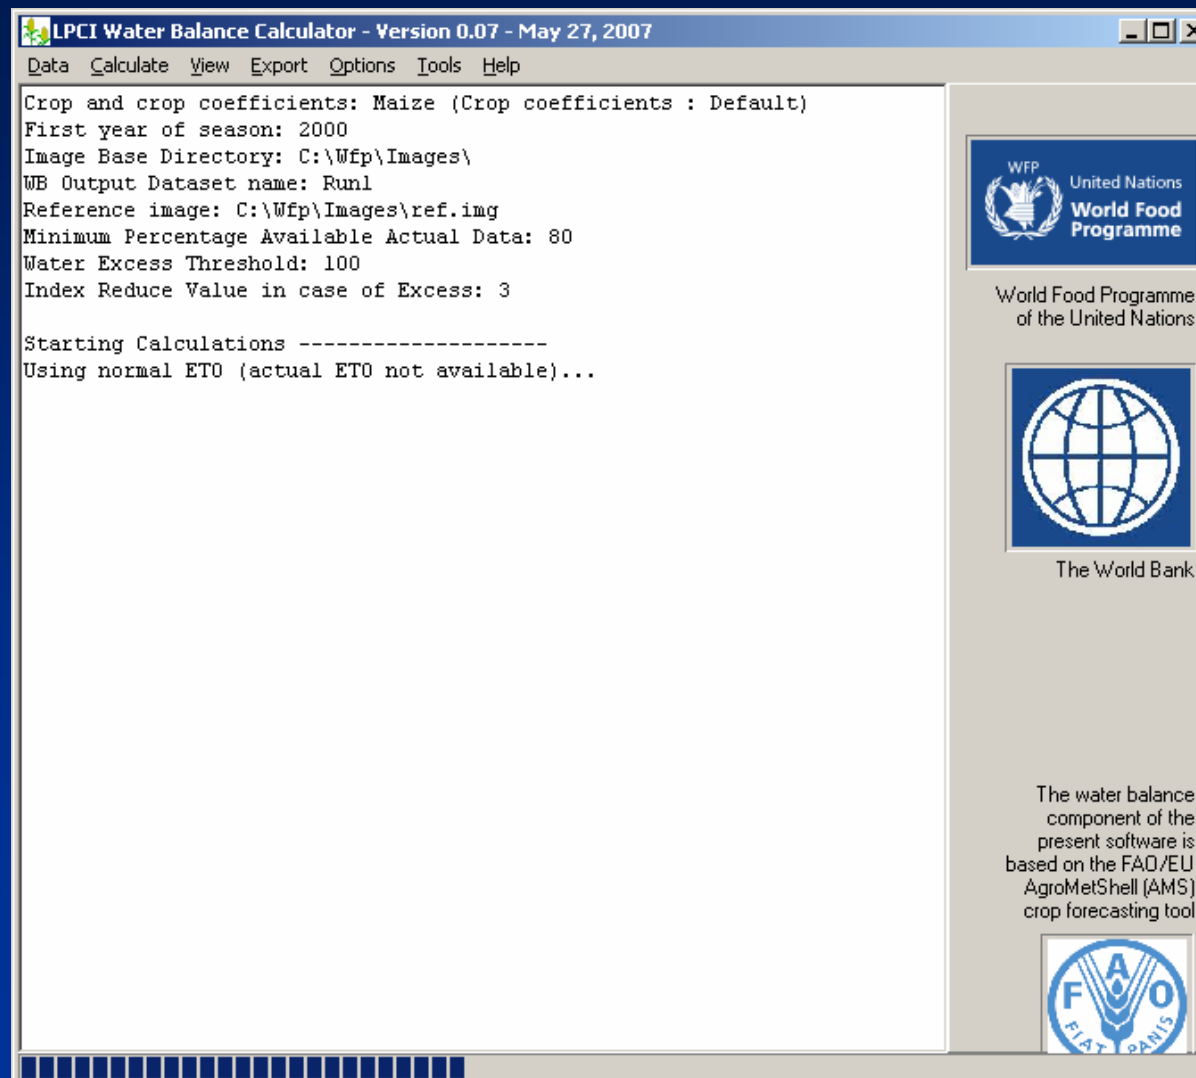 LPCI Water Balance Calculator - Version 0.07 - May 27, 2007
Data Calculate View Export Options Tools Help
Crop and crop coefficients: Maize (Crop coefficients : Default)
First year of season: 2000
Image Base Directory: C:\Wfp\Images\
WB Output Dataset name: Run1
Reference image: C:\Wfp\Images\ref.img
Minimum Percentage Available Actual Data: 80
Water Excess Threshold: 100
Index Reduce Value in case of Excess: 3
Starting Calculations --------------------
Using normal ET0 (actual ET0 not available)...
WFP
United Nations
World Food
Programme
World Food Programme
of the United Nations
The World Bank
The water balance
component of the
present software is
based on the FAO/EU
AgroMetShell (AMS)
crop forecasting tool
F A O
FIAT PANIS